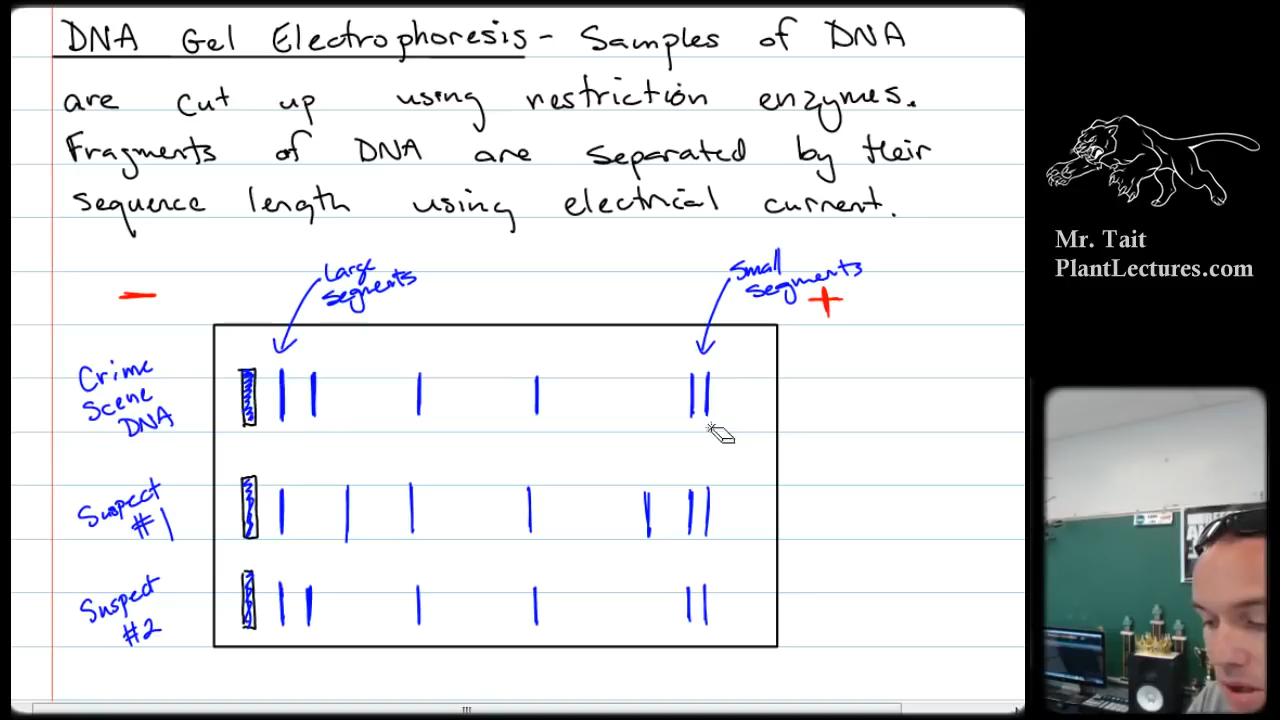 DNA Gel Electrophoresis - Samples of DNA
are cut up using restriction enzymes.
Fragments of DNA are separated by their
sequence length using electrical current.
Large
segments
Small
segments
−
+
Crime
Scene
DNA
Suspect
#1
Suspect
#2
Mr. Tait
PlantLectures.com